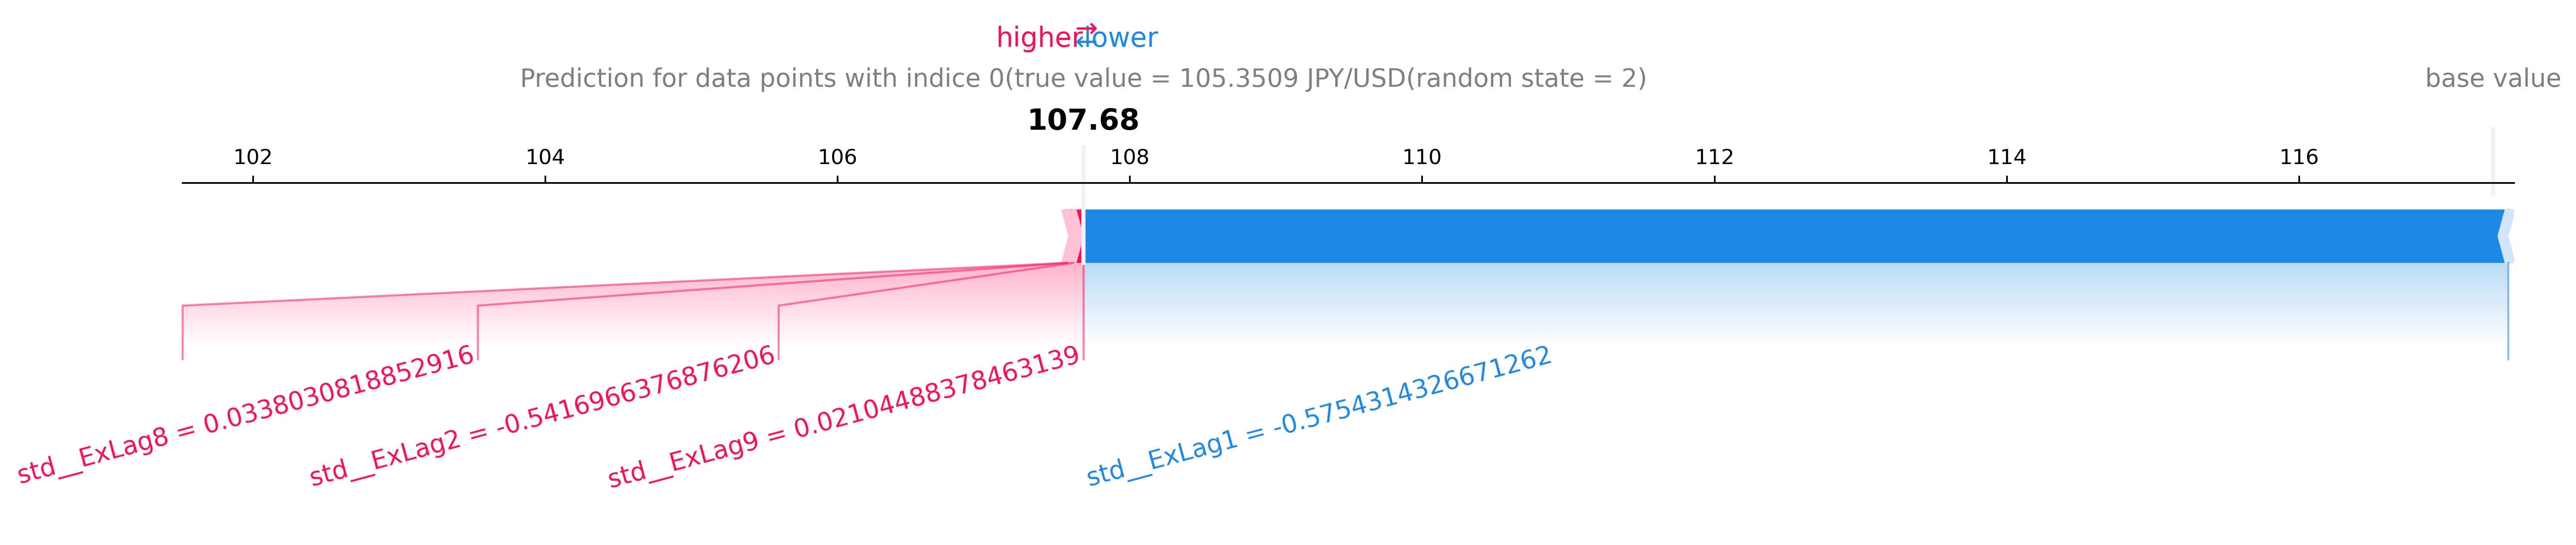 higher ⇄ lower
Prediction for data points with indice 0(true value = 105.3509 JPY/USD(random state = 2)
base value
107.68
102 104 106 108 110 112 114 116
std__ExLag8 = 0.0338030818852916
std__ExLag2 = -0.5416966376876206
std__ExLag9 = 0.02104488378463139
std__ExLag1 = -0.5754314326671262